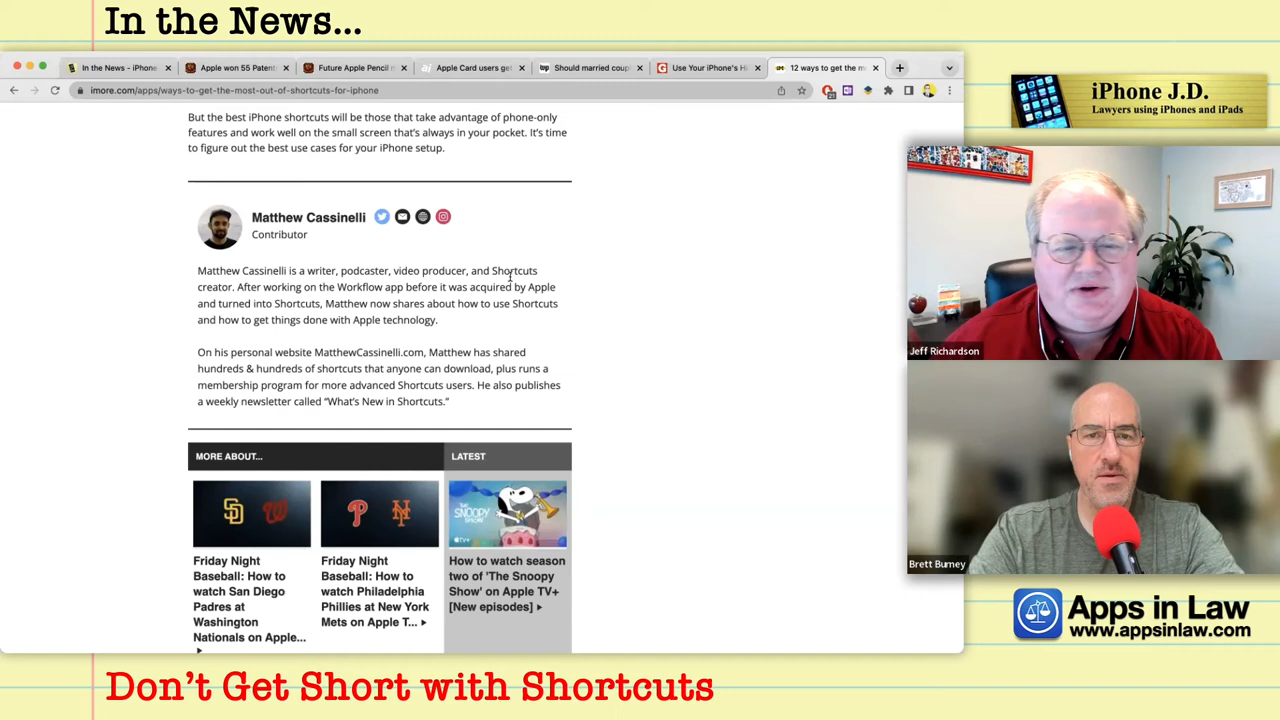 In the News...
In the News - iPhone
Apple won 55 Patent
Future Apple Pencil m
Apple Card users get
Should married coupl
Use Your iPhone's Hi
12 ways to get the m
imore.com/apps/ways-to-get-the-most-out-of-shortcuts-for-iphone
21
But the best iPhone shortcuts will be those that take advantage of phone-only
features and work well on the small screen that's always in your pocket. It's time
to figure out the best use cases for your iPhone setup.
Matthew Cassinelli
Contributor
Matthew Cassinelli is a writer, podcaster, video producer, and Shortcuts
creator. After working on the Workflow app before it was acquired by Apple
and turned into Shortcuts, Matthew now shares about how to use Shortcuts
and how to get things done with Apple technology.
On his personal website MatthewCassinelli.com, Matthew has shared
hundreds & hundreds of shortcuts that anyone can download, plus runs a
membership program for more advanced Shortcuts users. He also publishes
a weekly newsletter called “What's New in Shortcuts.”
MORE ABOUT...
LATEST
THE
SNOOPY
SHOW
tv+
Friday Night
Baseball: How to
watch San Diego
Padres at
Washington
Nationals on Apple...
Friday Night
Baseball: How to
watch Philadelphia
Phillies at New York
Mets on Apple T...
How to watch season
two of 'The Snoopy
Show' on Apple TV+
[New episodes]
iPhone J.D.
Lawyers using iPhones and iPads
Jeff Richardson
Brett Burney
Apps in Law
www.appsinlaw.com
Don't Get Short with Shortcuts